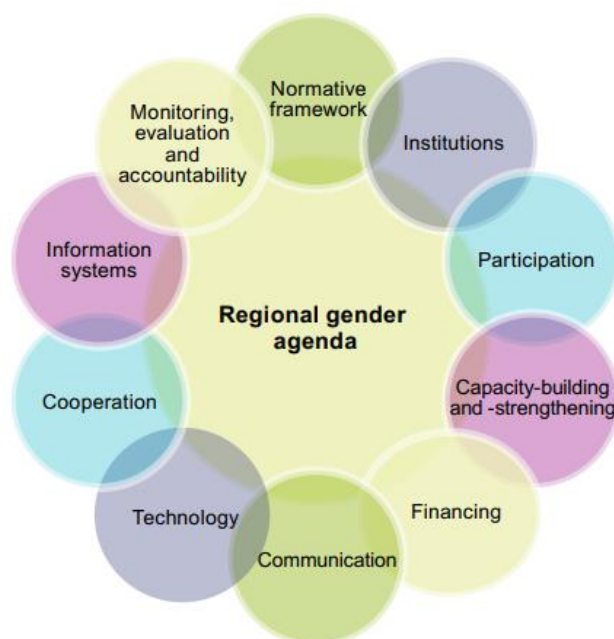 Normative
framework
Institutions
Participation
Capacity-building
and -strengthening
Financing
Communication
Technology
Cooperation
Information
systems
Monitoring,
evaluation
and
accountability
Regional gender
agenda